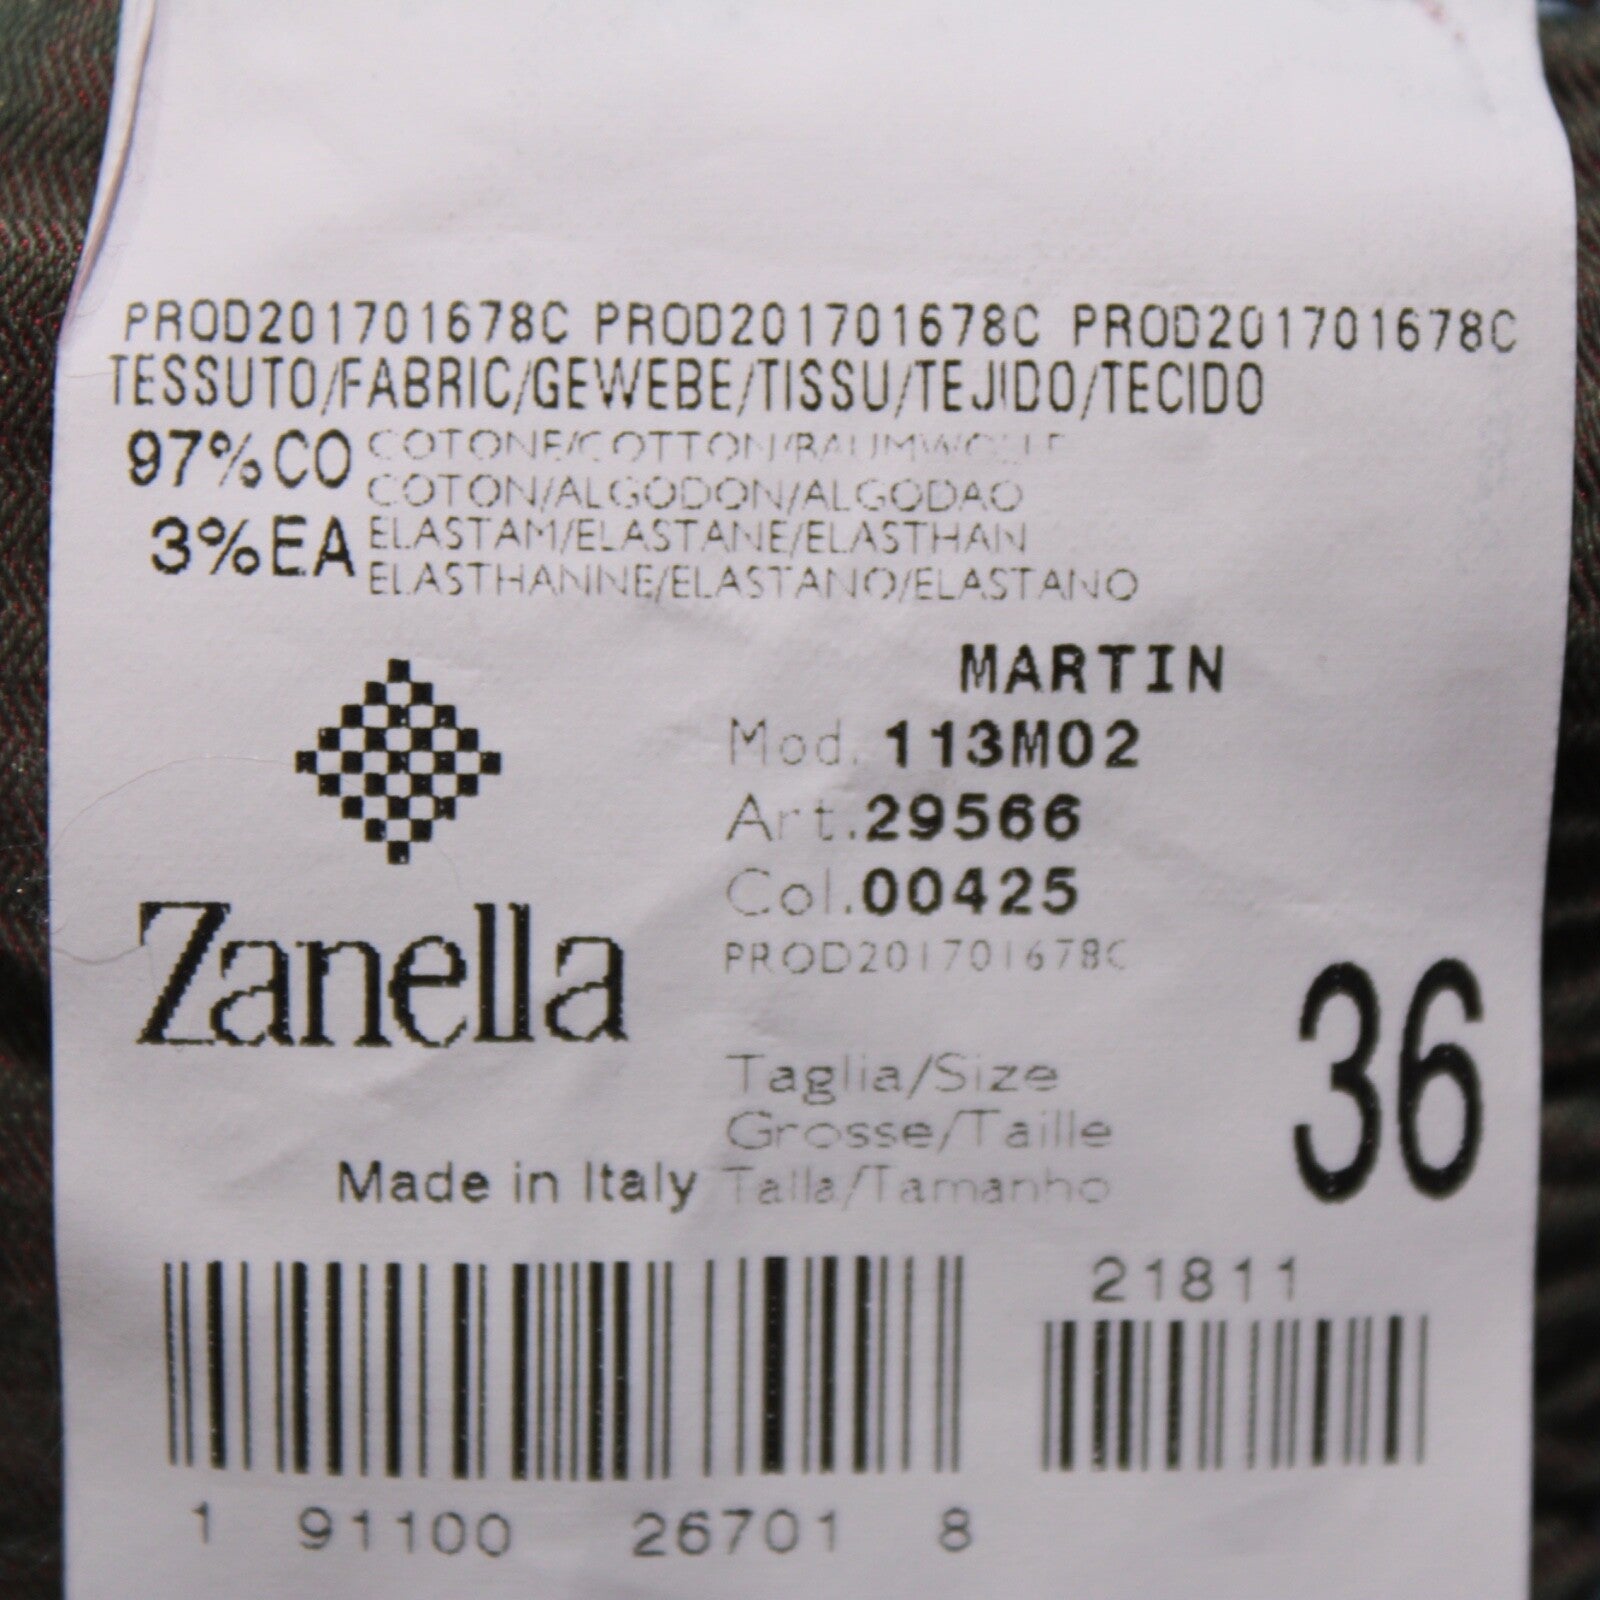 PROD201701678C PROD201701678C PROD201701678C
TESSUTO/FABRIC/GEWEBE/TISSU/TEJIDO/TECIDO
97%CO COTONE/COTTON/BAUMWOLLE
COTON/ALGODON/ALGODAO
3%EA ELASTAM/ELASTANE/ELASTHAN
ELASTHANNE/ELASTANO/ELASTANO
MARTIN
Mod. 113M02
Art.29566
Col.00425
PROD201701678C
Zanella
Taglia/Size
Grosse/Taille
Made in Italy Talla/Tamanho
36
21811
1 91100 26701 8